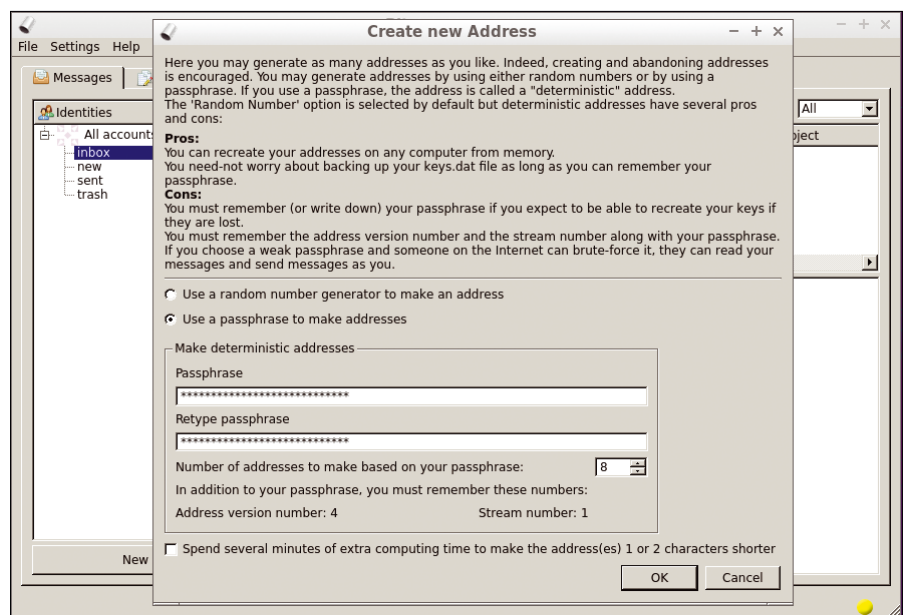 Create new Address
File Settings Help
Messages
Identities
All accounts
inbox
new
sent
trash
New
All
Here you may generate as many addresses as you like. Indeed, creating and abandoning addresses
is encouraged. You may generate addresses by using either random numbers or by using a
passphrase. If you use a passphrase, the address is called a "deterministic" address.
The 'Random Number' option is selected by default but deterministic addresses have several pros
and cons:
Pros:
You can recreate your addresses on any computer from memory.
You need-not worry about backing up your keys.dat file as long as you can remember your
passphrase.
Cons:
You must remember (or write down) your passphrase if you expect to be able to recreate your keys if
they are lost.
You must remember the address version number and the stream number along with your passphrase.
If you choose a weak passphrase and someone on the Internet can brute-force it, they can read your
messages and send messages as you.
Use a random number generator to make an address
Use a passphrase to make addresses
Make deterministic addresses
Passphrase
****************************
Retype passphrase
****************************
Number of addresses to make based on your passphrase: 8
In addition to your passphrase, you must remember these numbers:
Address version number: 4 Stream number: 1
Spend several minutes of extra computing time to make the address(es) 1 or 2 characters shorter
OK Cancel